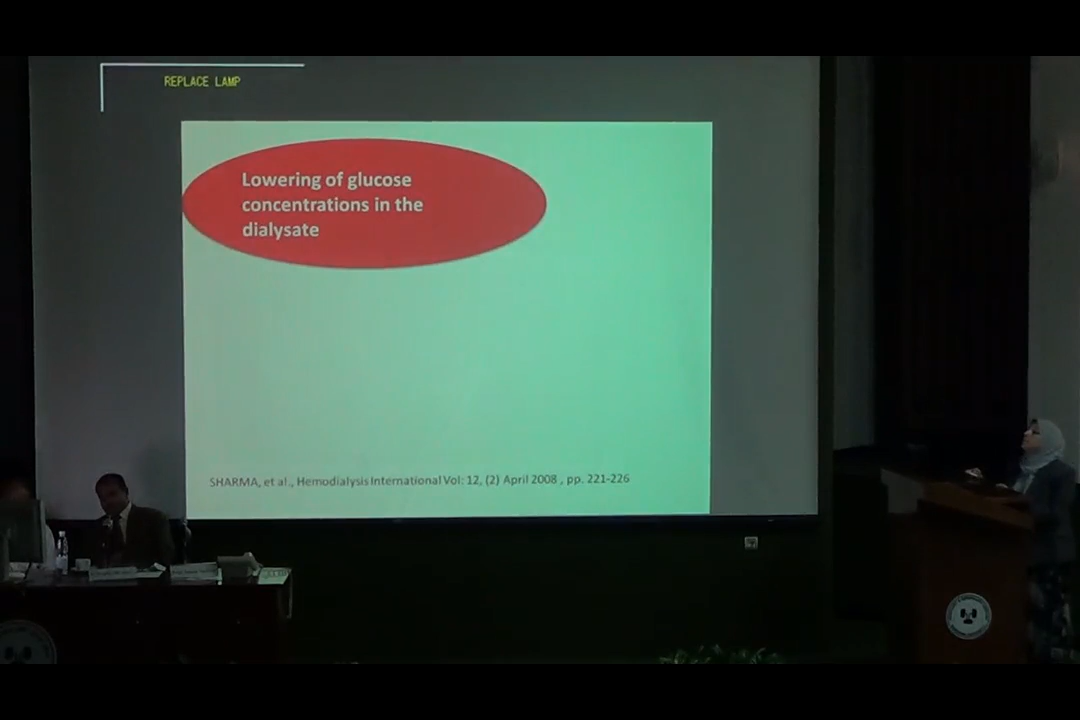 REPLACE LAMP
Lowering of glucose
concentrations in the
dialysate
SHARMA, et al., Hemodialysis International Vol: 12, (2) April 2008 , pp. 221-226